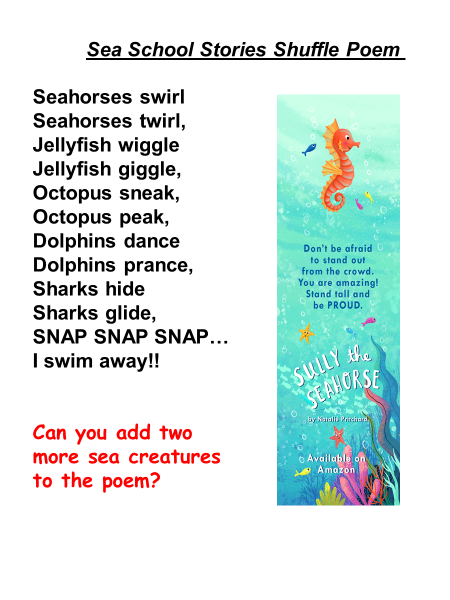 Sea School Stories Shuffle Poem
Seahorses swirl
Seahorses twirl,
Jellyfish wiggle
Jellyfish giggle,
Octopus sneak,
Octopus peak,
Dolphins dance
Dolphins prance,
Sharks hide
Sharks glide,
SNAP SNAP SNAP…
I swim away!!
Can you add two
more sea creatures
to the poem?
Don't be afraid
to stand out
from the crowd.
You are amazing!
Stand tall and
be PROUD.
SULLY the
SEAHORSE
by Natalie Pritchard
Available on
Amazon